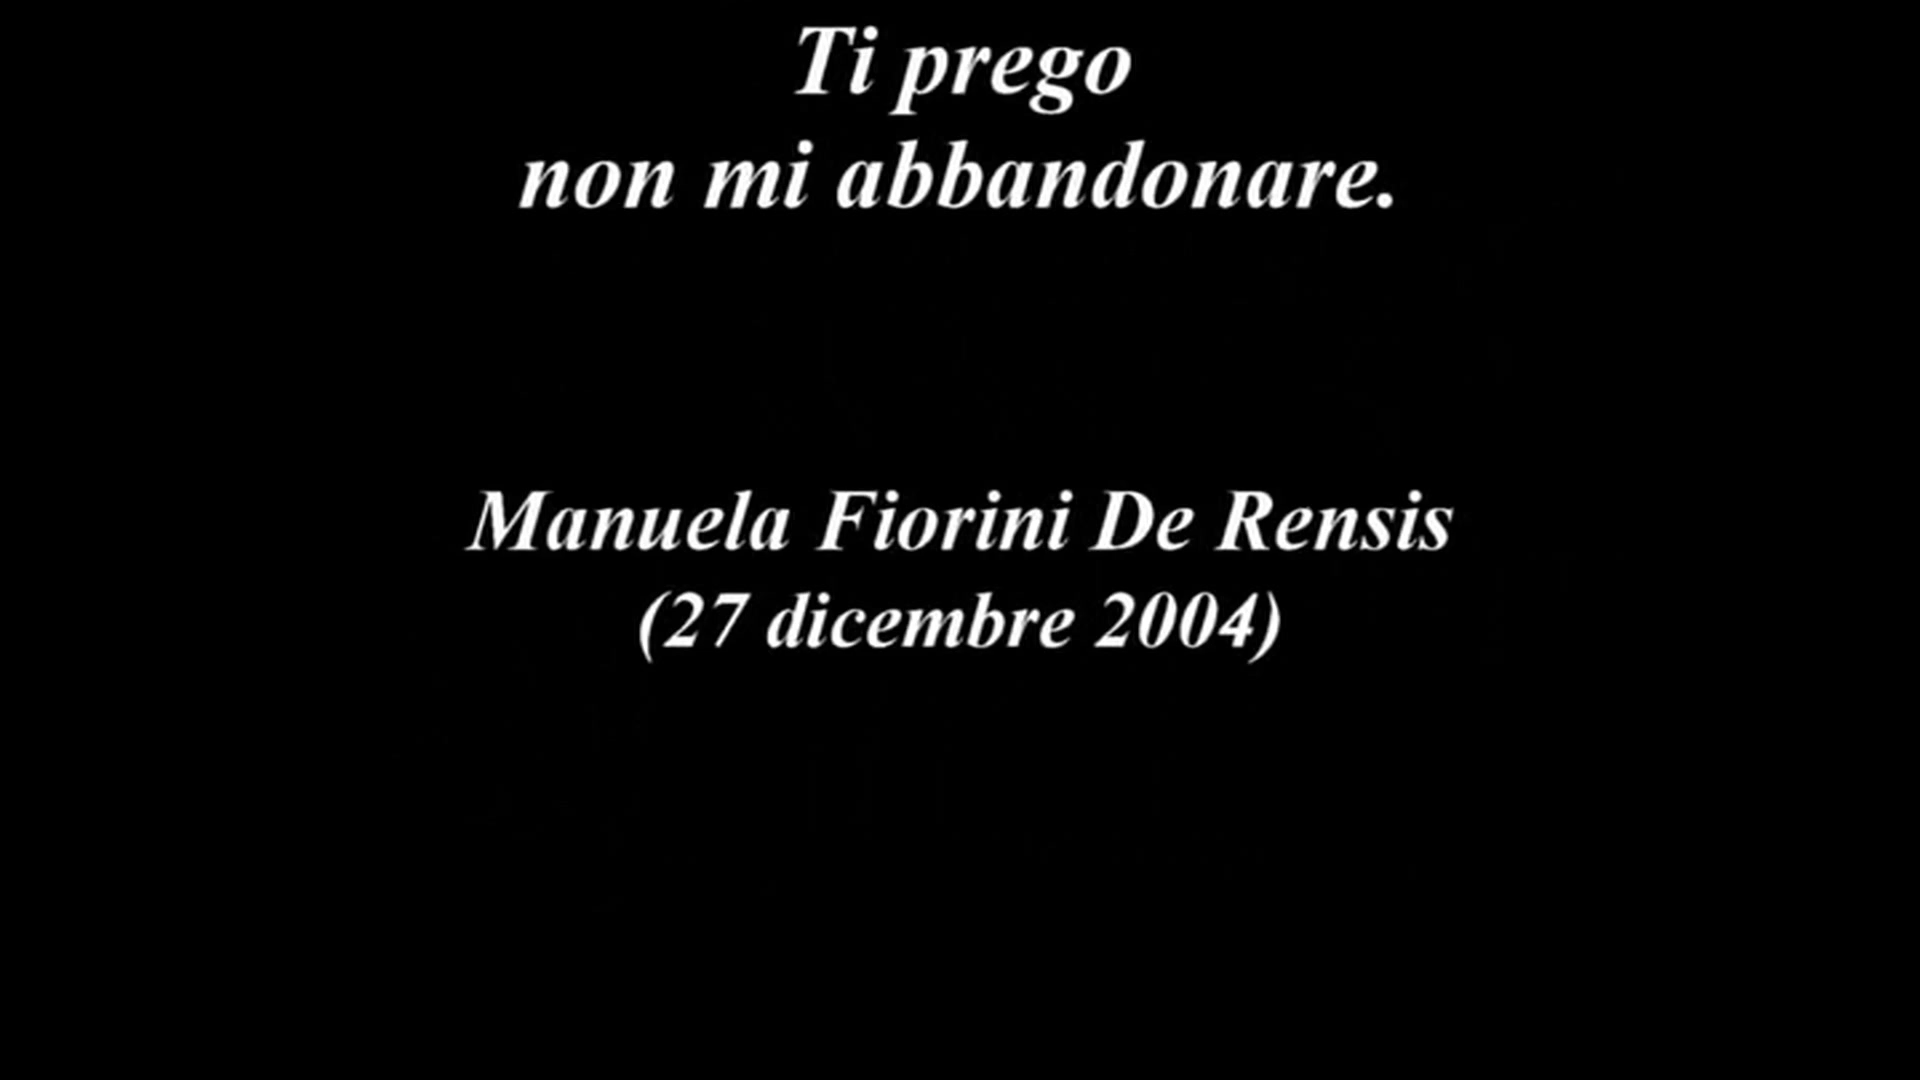 Ti prego
non mi abbandonare.
Manuela Fiorini De Rensis
(27 dicembre 2004)